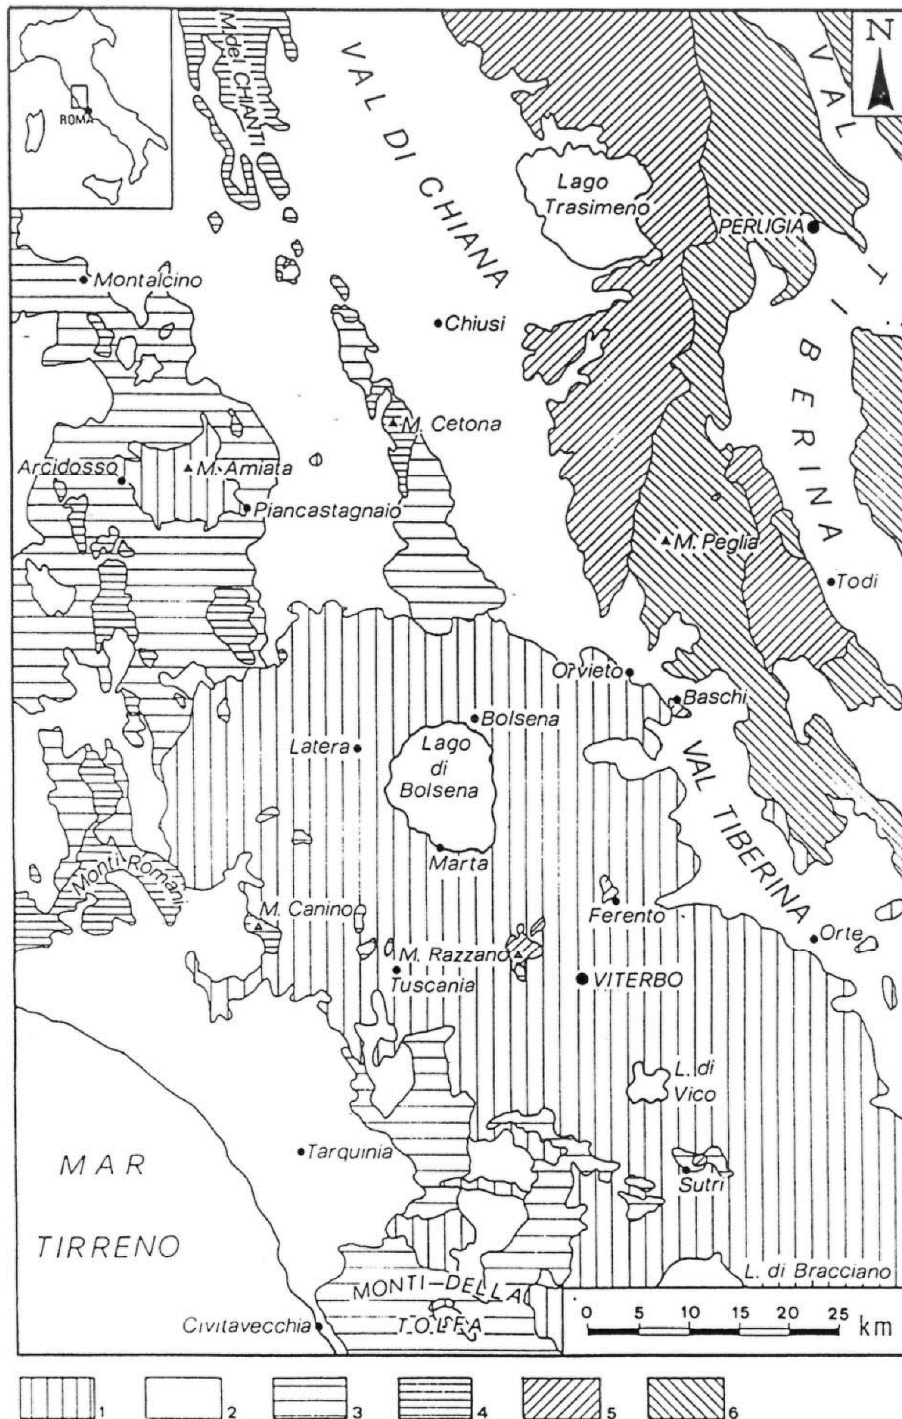 ROMA
M. del CHIANTI
VAL DI CHIANA
VAL TIBERINA
N
Lago
Trasimeno
PERUGIA
Montalcino
Chiusi
M. Cetona
Arcidosso
M. Amiata
Piancastagnaio
M. Peglia
Todi
Orvieto
Baschi
Bolsena
Latera
Lago
di
Bolsena
VAL TIBERINA
Marta
Monti Romani
M. Canino
Ferento
Orte
M. Razzano
Tuscania
VITERBO
L. di
Vico
Tarquinia
Sutri
MAR
TIRRENO
L. di Bracciano
MONTI DELLA
TOLFA
Civitavecchia
0 5 10 15 20 25
km
1 2 3 4 5 6